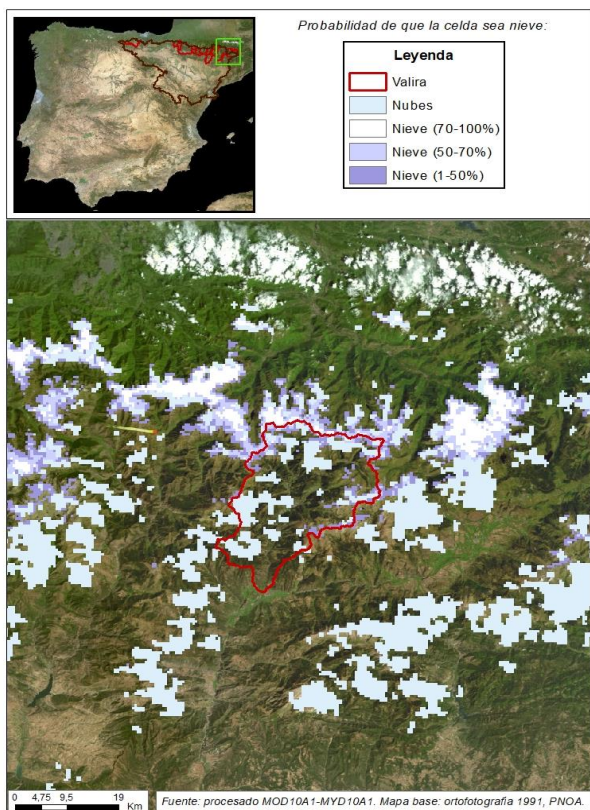 Probabilidad de que la celda sea nieve:
Leyenda
Valira
Nubes
Nieve (70-100%)
Nieve (50-70%)
Nieve (1-50%)
0 4,75 9,5 19
Km
Fuente: procesado MOD10A1-MYD10A1. Mapa base: ortofotografía 1991, PNOA.